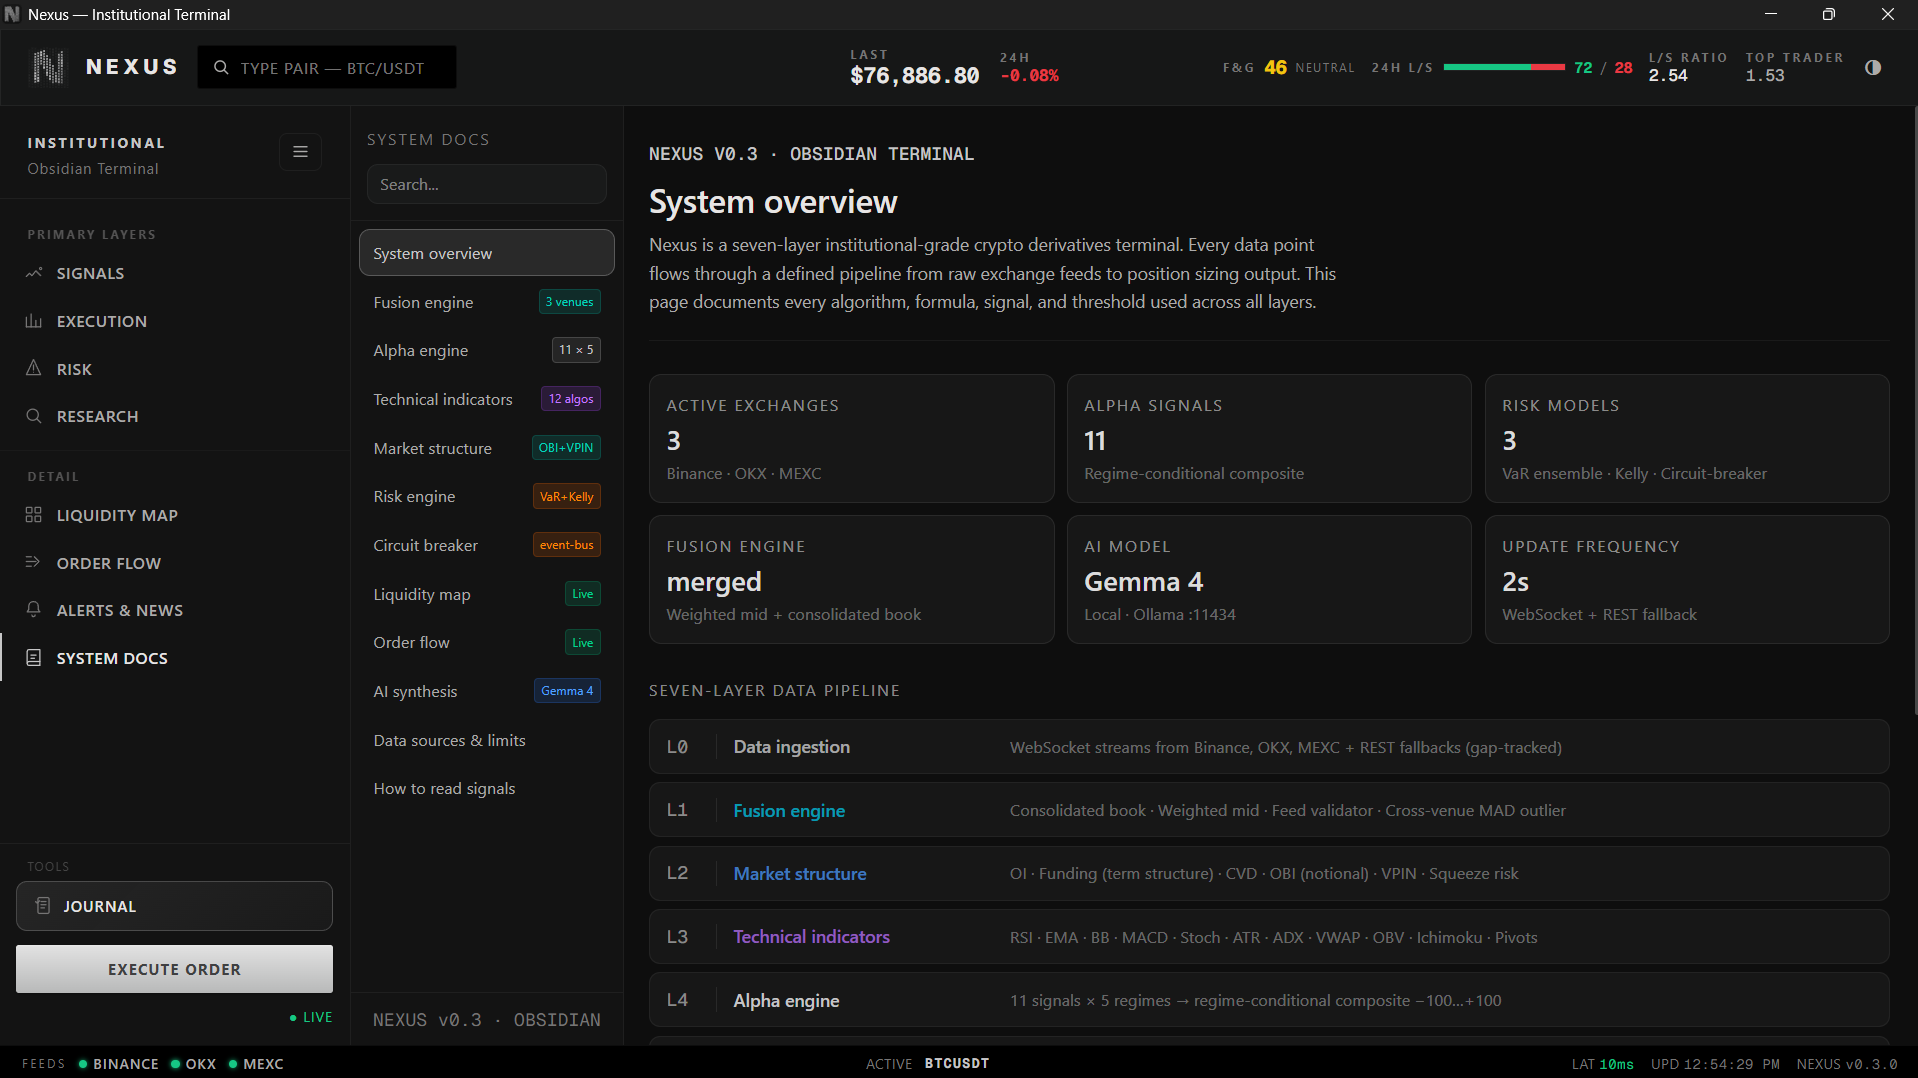 Nexus — Institutional Terminal
NEXUS
TYPE PAIR — BTC/USDT
LAST
$76,886.80
24H
-0.08%
F&G 46 NEUTRAL
24H L/S 72 / 28
L/S RATIO
2.54
TOP TRADER
1.53
INSTITUTIONAL
Obsidian Terminal
PRIMARY LAYERS
SIGNALS
EXECUTION
RISK
RESEARCH
DETAIL
LIQUIDITY MAP
ORDER FLOW
ALERTS & NEWS
SYSTEM DOCS
TOOLS
JOURNAL
EXECUTE ORDER
LIVE
SYSTEM DOCS
Search...
System overview
Fusion engine 3 venues
Alpha engine 11 × 5
Technical indicators 12 algos
Market structure OBI+VPIN
Risk engine VaR+Kelly
Circuit breaker event-bus
Liquidity map Live
Order flow Live
AI synthesis Gemma 4
Data sources & limits
How to read signals
NEXUS v0.3 · OBSIDIAN
NEXUS V0.3 · OBSIDIAN TERMINAL
System overview
Nexus is a seven-layer institutional-grade crypto derivatives terminal. Every data point
flows through a defined pipeline from raw exchange feeds to position sizing output. This
page documents every algorithm, formula, signal, and threshold used across all layers.
ACTIVE EXCHANGES
3
Binance · OKX · MEXC
ALPHA SIGNALS
11
Regime-conditional composite
RISK MODELS
3
VaR ensemble · Kelly · Circuit-breaker
FUSION ENGINE
merged
Weighted mid + consolidated book
AI MODEL
Gemma 4
Local · Ollama :11434
UPDATE FREQUENCY
2s
WebSocket + REST fallback
SEVEN-LAYER DATA PIPELINE
L0 Data ingestion WebSocket streams from Binance, OKX, MEXC + REST fallbacks (gap-tracked)
L1 Fusion engine Consolidated book · Weighted mid · Feed validator · Cross-venue MAD outlier
L2 Market structure OI · Funding (term structure) · CVD · OBI (notional) · VPIN · Squeeze risk
L3 Technical indicators RSI · EMA · BB · MACD · Stoch · ATR · ADX · VWAP · OBV · Ichimoku · Pivots
L4 Alpha engine 11 signals × 5 regimes → regime-conditional composite −100…+100
FEEDS BINANCE OKX MEXC
ACTIVE BTCUSDT
LAT 10ms UPD 12:54:29 PM NEXUS v0.3.0